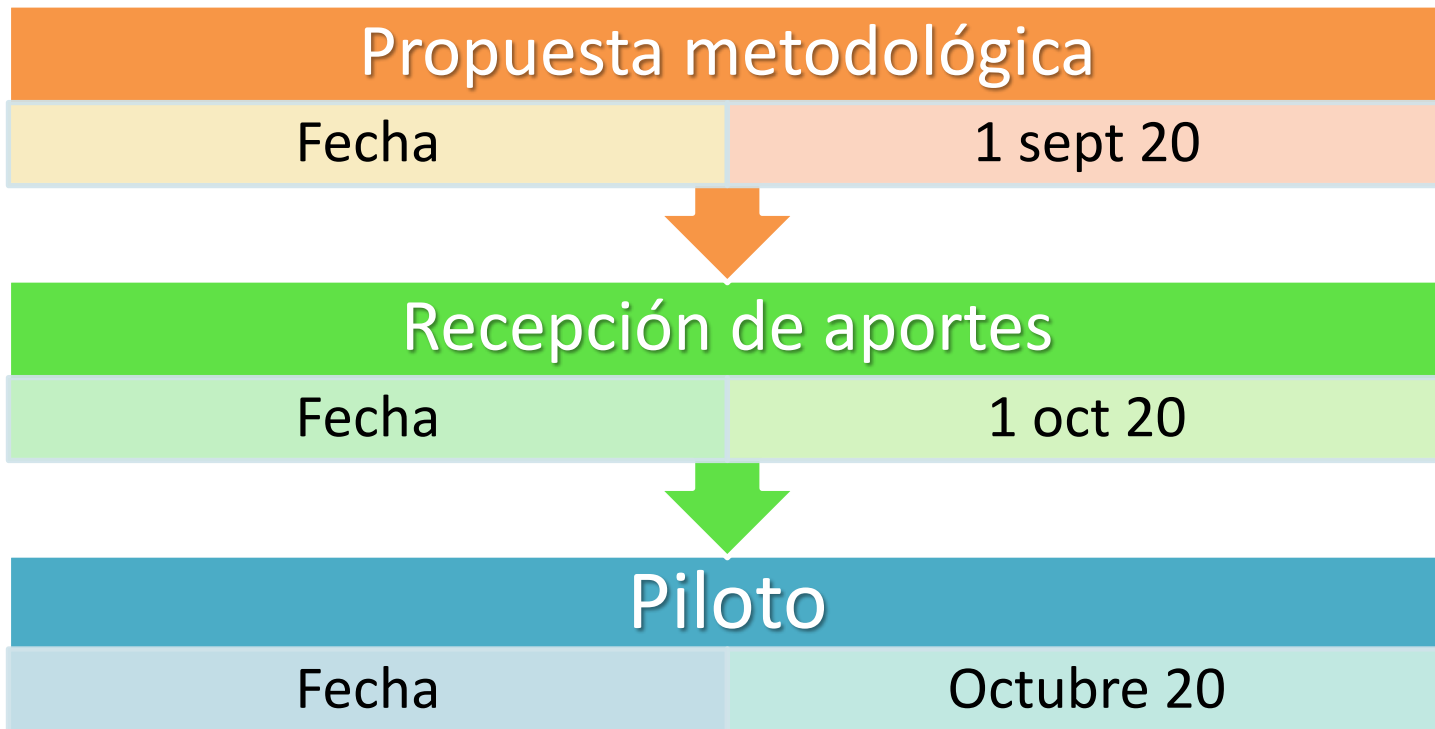 Propuesta metodológica
Fecha 1 sept 20
Recepción de aportes
Fecha 1 oct 20
Piloto
Fecha Octubre 20